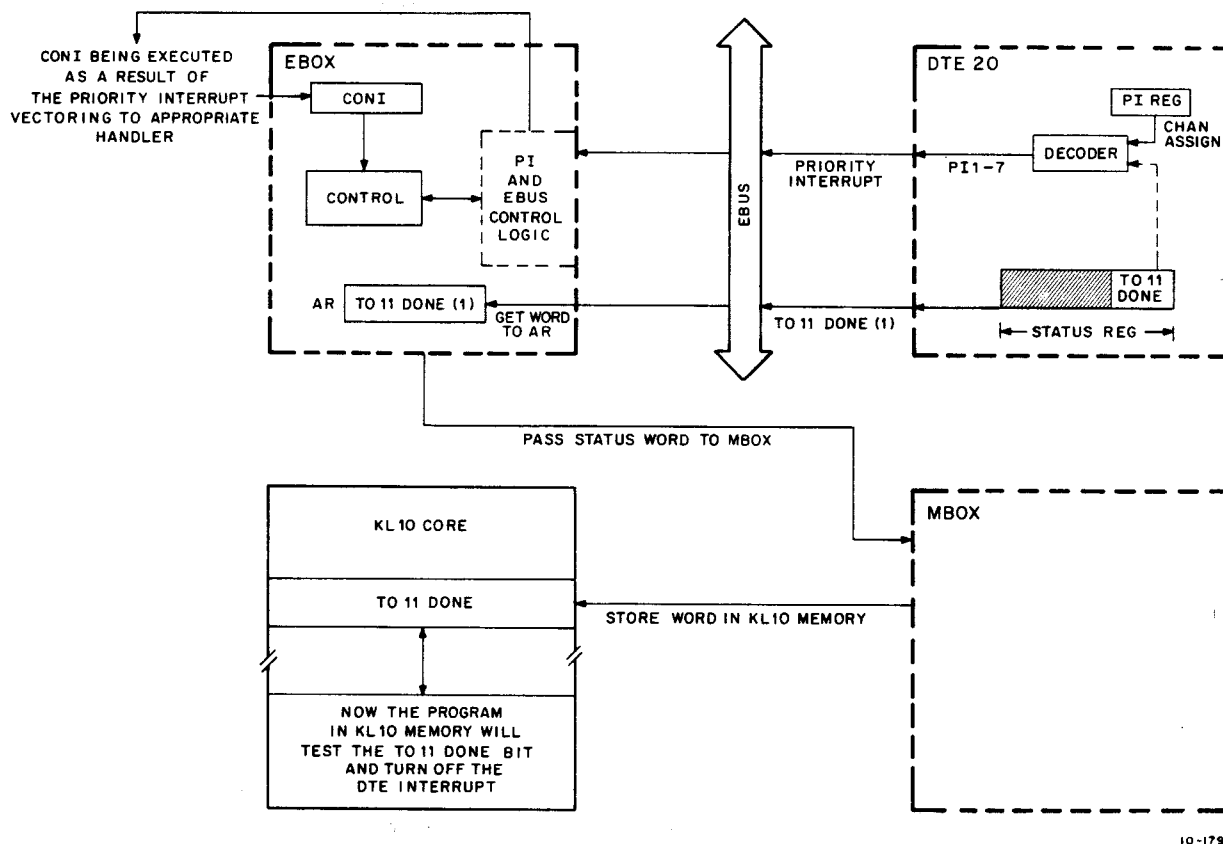 CONI BEING EXECUTED
AS A RESULT OF
THE PRIORITY INTERRUPT
VECTORING TO APPROPRIATE
HANDLER
EBOX
CONI
CONTROL
PI
AND
EBUS
CONTROL
LOGIC
AR
TO 11 DONE (1)
GET WORD
TO AR
EBUS
PRIORITY
INTERRUPT
TO 11 DONE (1)
DTE 20
PI REG
CHAN
ASSIGN
DECODER
PI1-7
TO 11
DONE
STATUS REG
PASS STATUS WORD TO MBOX
KL10 CORE
TO 11 DONE
NOW THE PROGRAM
IN KL10 MEMORY WILL
TEST THE TO 11 DONE BIT
AND TURN OFF THE
DTE INTERRUPT
STORE WORD IN KL10 MEMORY
MBOX
10-179